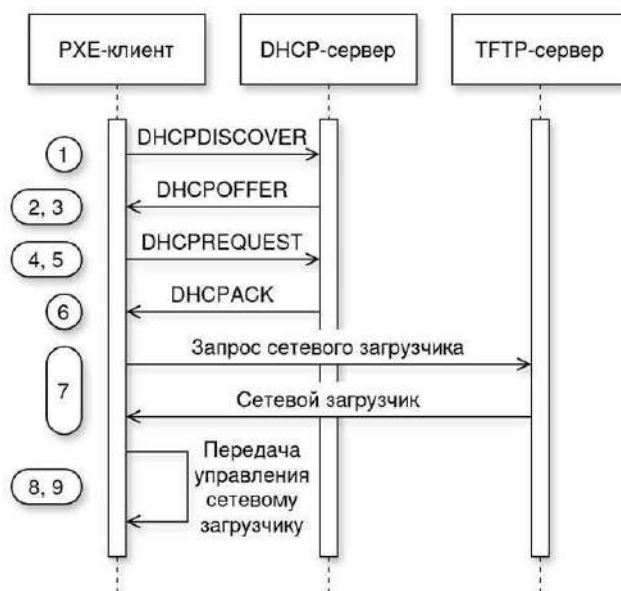 PXE-клиент
DHCP-сервер
TFTP-сервер
1
DHCPDISCOVER
2, 3
DHCPOFFER
4, 5
DHCPREQUEST
6
DHCPACK
7
Запрос сетевого загрузчика
Сетевой загрузчик
8, 9
Передача
управления
сетевому
загрузчику